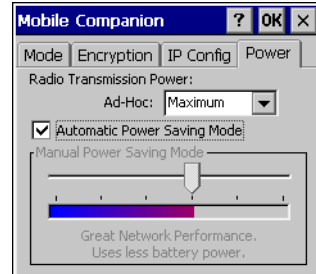 Mobile Companion ? OK ×
Mode Encryption IP Config Power
Radio Transmission Power:
Ad-Hoc: Maximum
Automatic Power Saving Mode
Manual Power Saving Mode
Great Network Performance.
Uses less battery power.